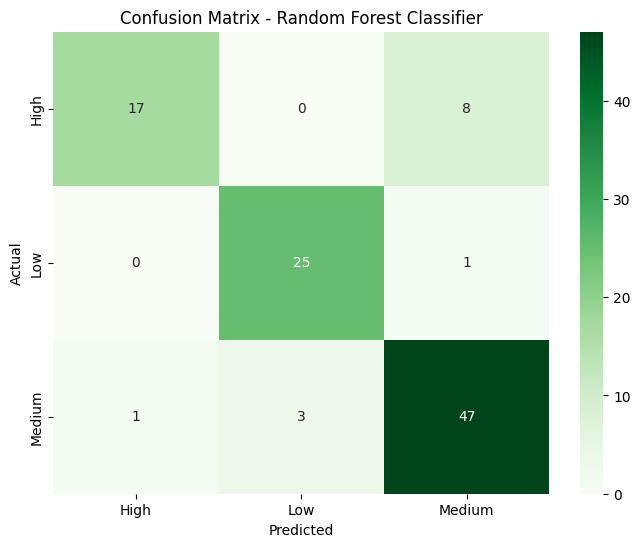 Confusion Matrix - Random Forest Classifier
High 17 0 8
Low 0 25 1
Medium 1 3 47
Actual
High Low Medium
Predicted
40
30
20
10
0